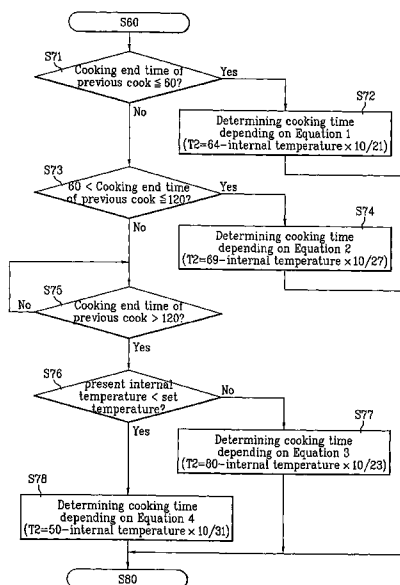 S60
S71
Cooking end time of
previous cook ≦ 60?
Yes
No
S72
Determining cooking time
depending on Equation 1
(T2=64-internal temperature×10/21)
S73
60 < Cooking end time
of previous cook ≦120?
Yes
No
S74
Determining cooking time
depending on Equation 2
(T2=69-internal temperature×10/27)
S75
Cooking end time of
previous cook > 120?
No
Yes
S76
present internal
temperature < set
temperature?
No
Yes
S77
Determining cooking time
depending on Equation 3
(T2=80-internal temperature×10/23)
S78
Determining cooking time
depending on Equation 4
(T2=50-internal temperature×10/31)
S80